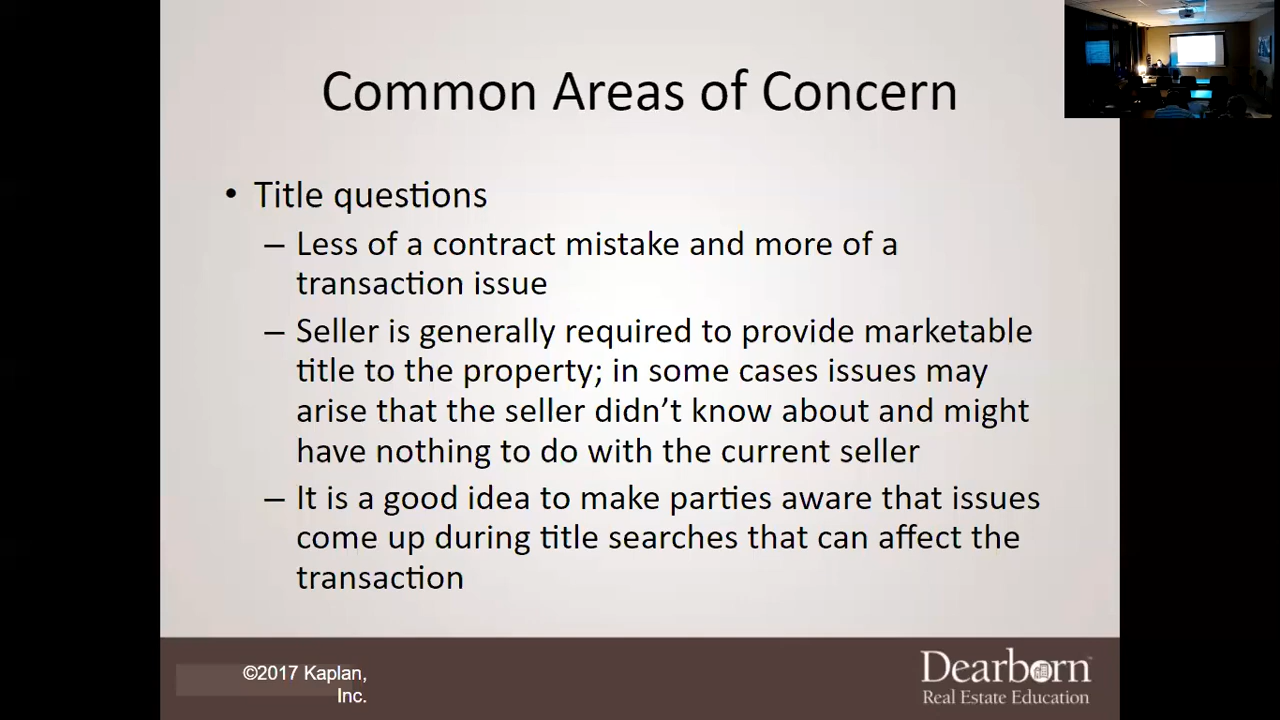 Common Areas of Concern
• Title questions
– Less of a contract mistake and more of a
transaction issue
– Seller is generally required to provide marketable
title to the property; in some cases issues may
arise that the seller didn’t know about and might
have nothing to do with the current seller
– It is a good idea to make parties aware that issues
come up during title searches that can affect the
transaction
©2017 Kaplan,
Inc.
Dearborn™
Real Estate Education